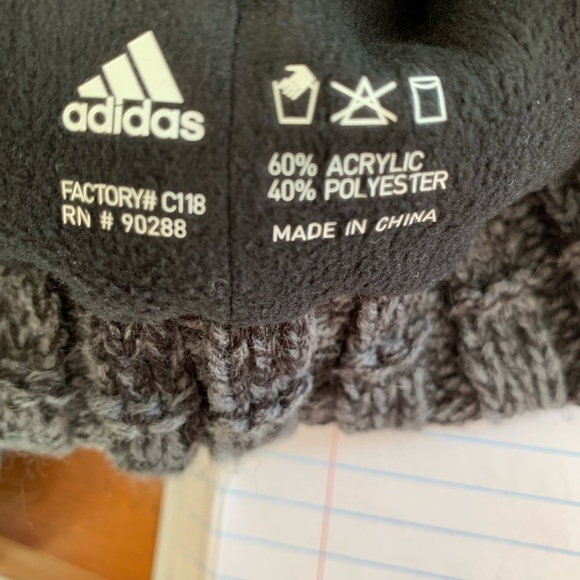 adidas
FACTORY# C118
RN # 90288
60% ACRYLIC
40% POLYESTER
MADE IN CHINA